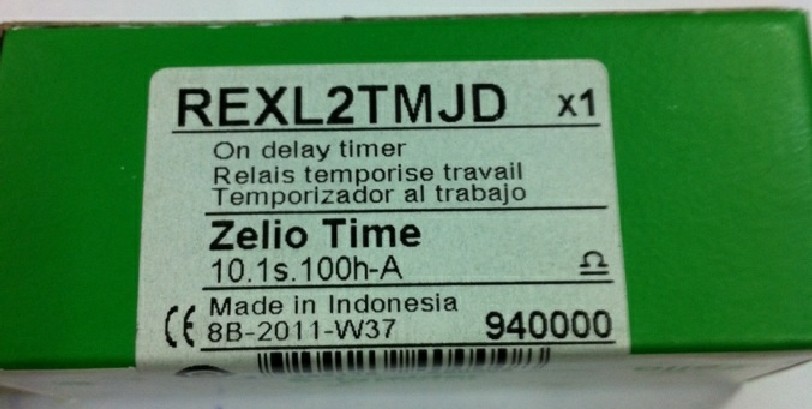 REXL2TMJD x1
On delay timer
Relais temporise travail
Temporizador al trabajo
Zelio Time
10.1s.100h-A
Made in Indonesia
CE 8B-2011-W37 940000